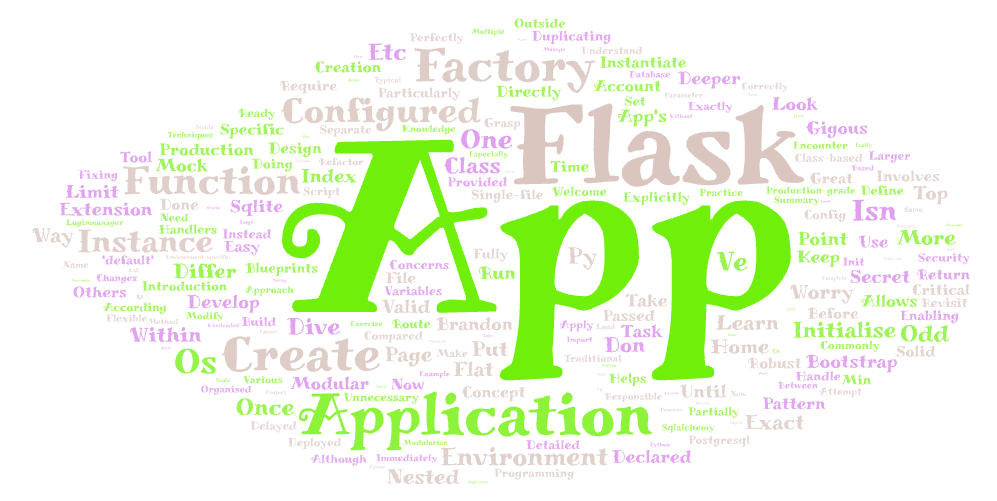 Outside
Multiple
Perfectly
Duplicating
Etc
Manage
Understand
Factory
Creation
Instantiate
Typical
Database
Deeper
Require
Directly
Account
Particularly
Parameter
Correctly
Configured
Set
Exactly
Look
Flask
Ready
Grasp
App's
Without
Specific
Separate
Knowledge
Gigous
Techniques
One
Encounter
Production
Design
Especially
Time
Class-based
Larger
Tool
Mock
Doing
Refactor
Class
Great
Involves
Fixing
Function
Index
Provided
Welcome
Practice
Production-grade
Define
Top
Limit
Script
Single-file
Explicitly
Summary
Extension
Done
Sqlite
App
Config
Isn
Loginmanager
Need
Handlers
Instead
Way
Instance
Easy
Point
Use
More
Fully
Py
Ve
Keep
Init
Security
Name
'default'
Concerns
Differ
Blueprints
File
Run
Secret
Return
Changes
Introduction
Approach
Variables
Others
Worry
Critical
According
Develop
Valid
Take
Before
Allows
Revisit
Flexible
Method
Modify
Build
Dive
Exercise
Route
Brandon
Passed
Apply
Load
Task
Learn
Initialise
Odd
Enabling
Within
Compared
Import
Don
Home
Commonly
Solid
Os
Create
Page
Make
Put
Traditional
Robust
Bootstrap
Example
Flat
Helps
Handle
Min
Various
Organised
Modular
Now
Concept
Until
Between
Attempt
Project
Unnecessary
Responsible
Pattern
Once
Application
Partially
Delayed
Sqlalchemy
Exact
Deployed
Modularise
Detailed
Python
Postgresql
Although
Immediately
Environment
Declared
Nested
Programming